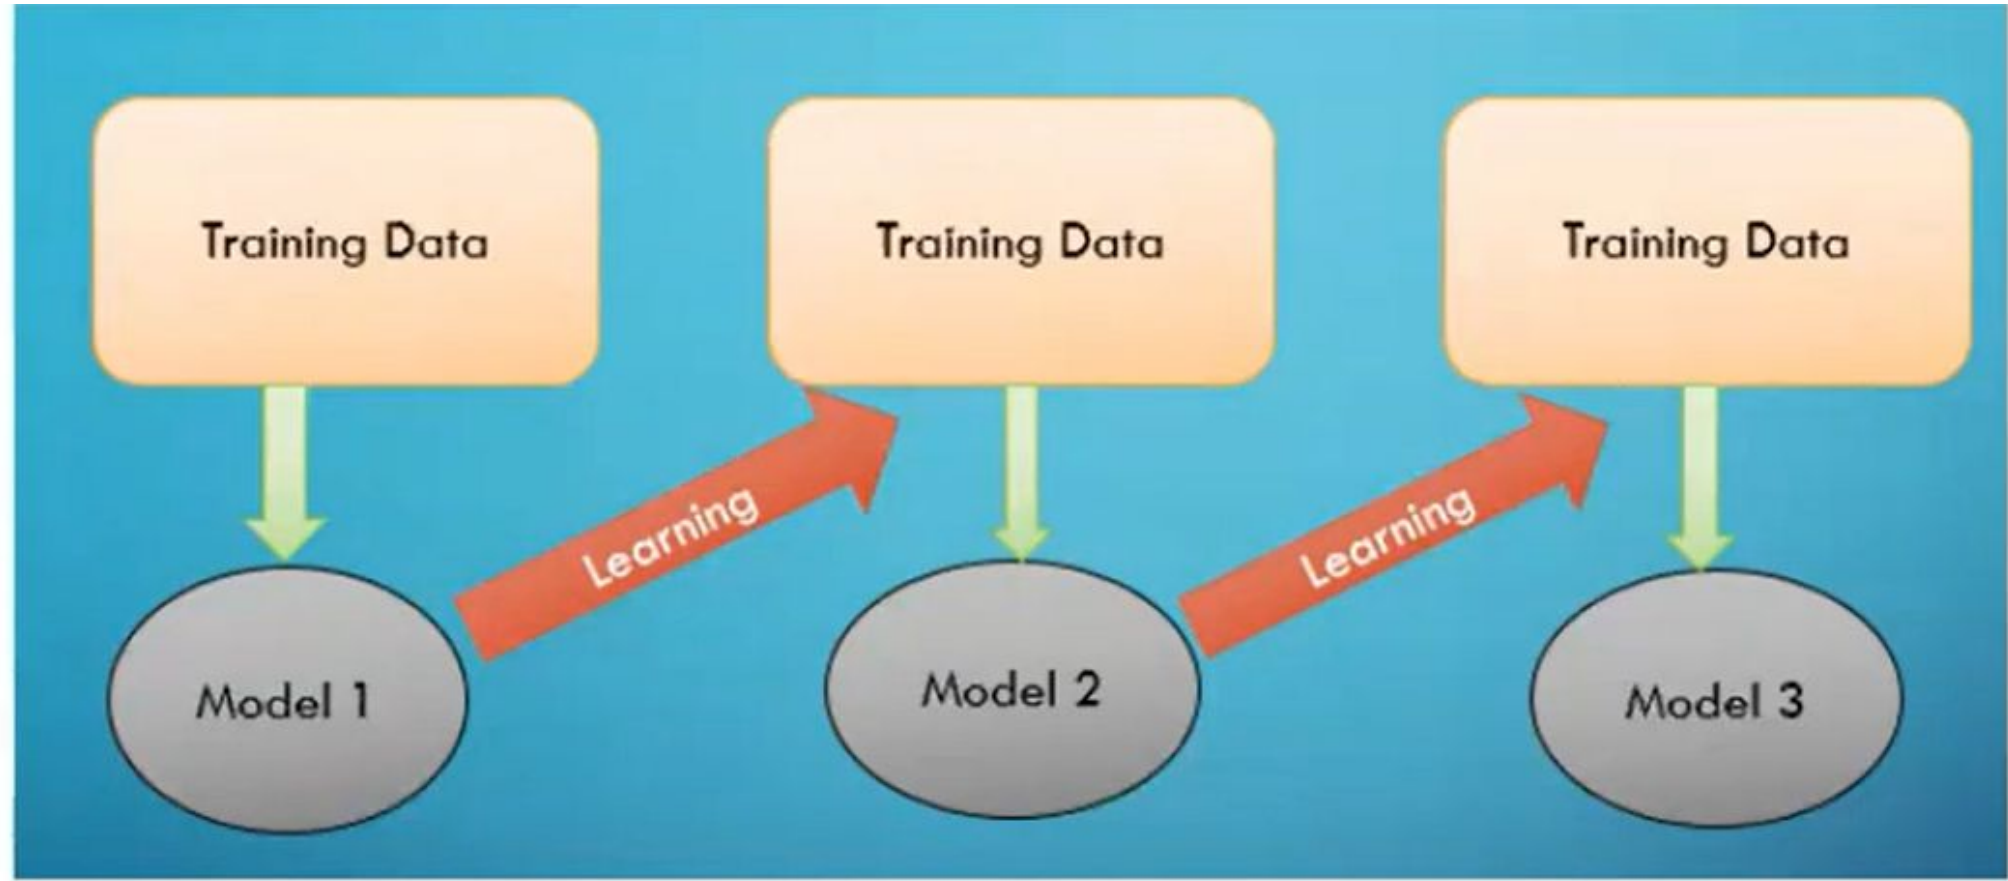 Training Data
Training Data
Training Data
Learning
Learning
Model 1
Model 2
Model 3